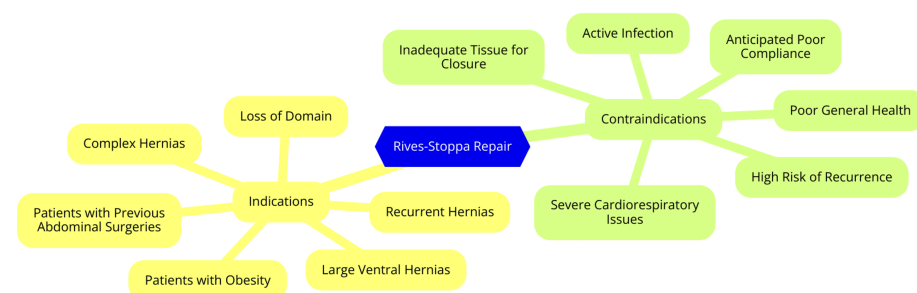 Rives-Stoppa Repair
Indications
Loss of Domain
Complex Hernias
Patients with Previous
Abdominal Surgeries
Patients with Obesity
Large Ventral Hernias
Recurrent Hernias
Contraindications
Inadequate Tissue for
Closure
Active Infection
Anticipated Poor
Compliance
Poor General Health
High Risk of Recurrence
Severe Cardiorespiratory
Issues